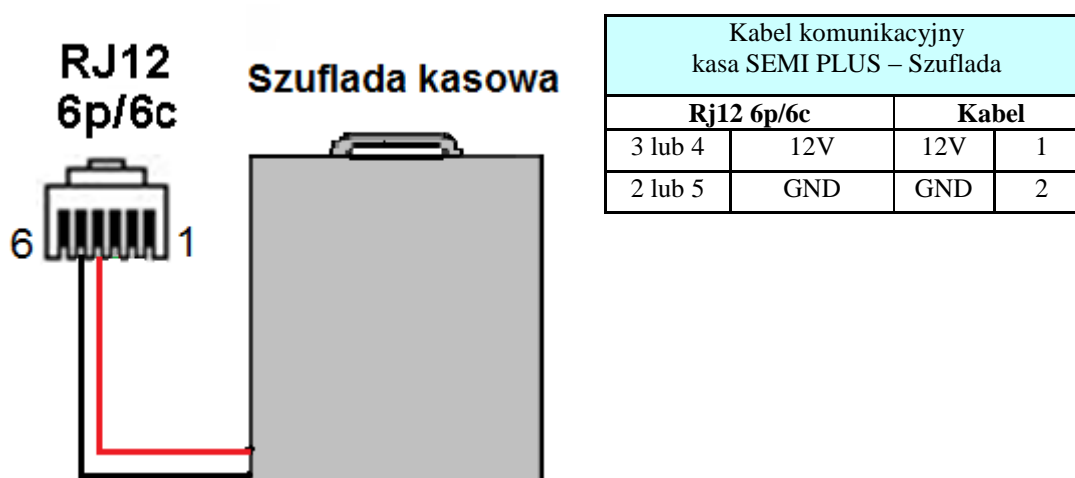 RJ12
6p/6c
6
1
Szuflada kasowa
Kabel komunikacyjny
kasa SEMI PLUS – Szuflada
Rj12 6p/6c Kabel
3 lub 4 12V 12V 1
2 lub 5 GND GND 2